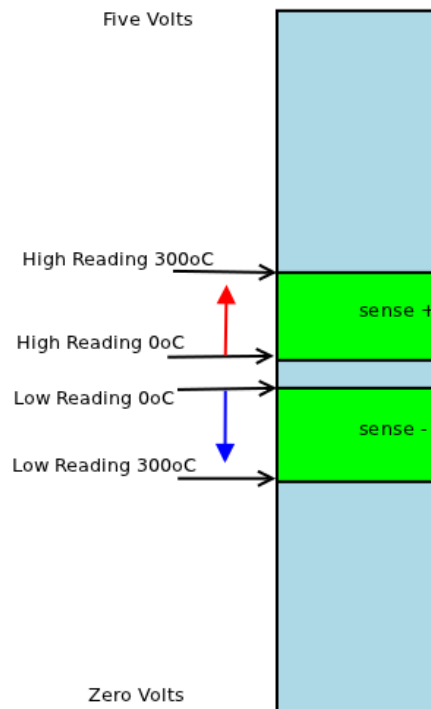 Five Volts
High Reading 300oC
sense +
High Reading 0oC
Low Reading 0oC
sense -
Low Reading 300oC
Zero Volts